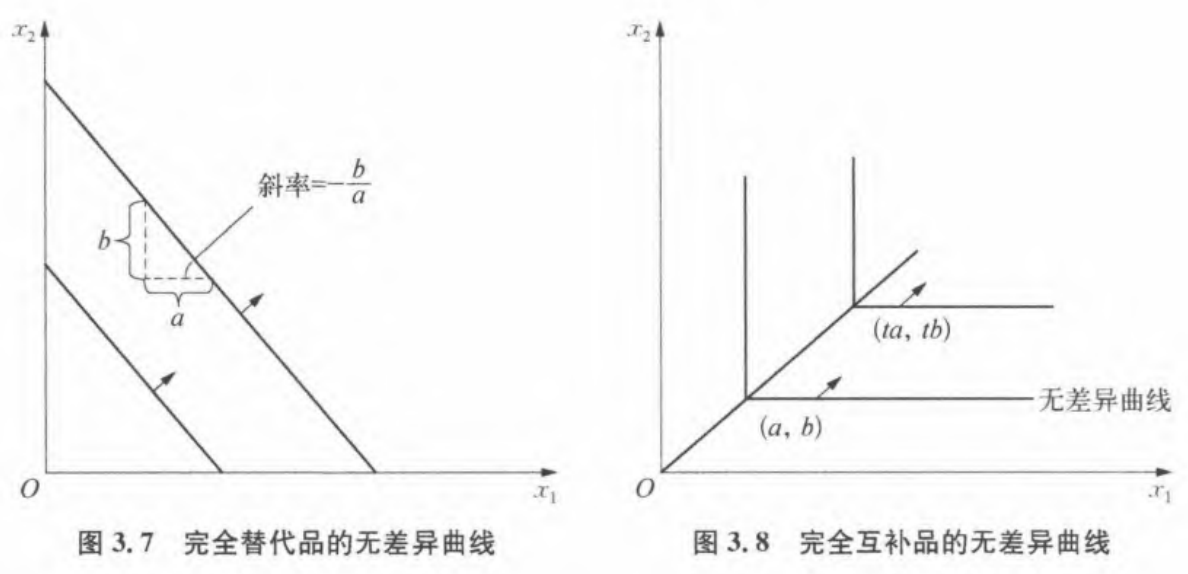 x₂
斜率=-b/a
b
a
O
x₁
图 3.7 完全替代品的无差异曲线
x₂
(ta, tb)
无差异曲线
(a, b)
O
x₁
图 3.8 完全互补品的无差异曲线